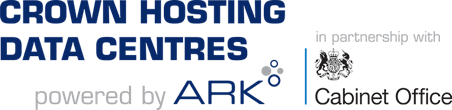 CROWN HOSTING
DATA CENTRES
powered by ARK
in partnership with
Cabinet Office